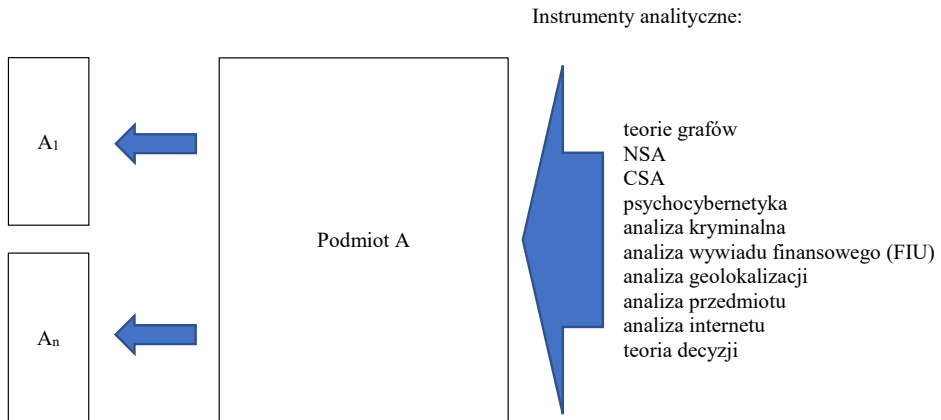 Instrumenty analityczne:
A1
Podmiot A
An
teorie grafów
NSA
CSA
psychocybernetyka
analiza kryminalna
analiza wywiadu finansowego (FIU)
analiza geolokalizacji
analiza przedmiotu
analiza internetu
teoria decyzji